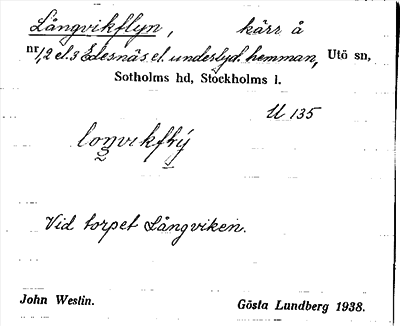 Långvikflyn, kärr å
nr 1, 2 el. 3 Edesnäs el. underlyd. hemman, Utö sn,
Sotholms hd, Stockholms l.
U 135
loŋvikflý
Vid torpet Långviken.
John Westin. Gösta Lundberg 1938.